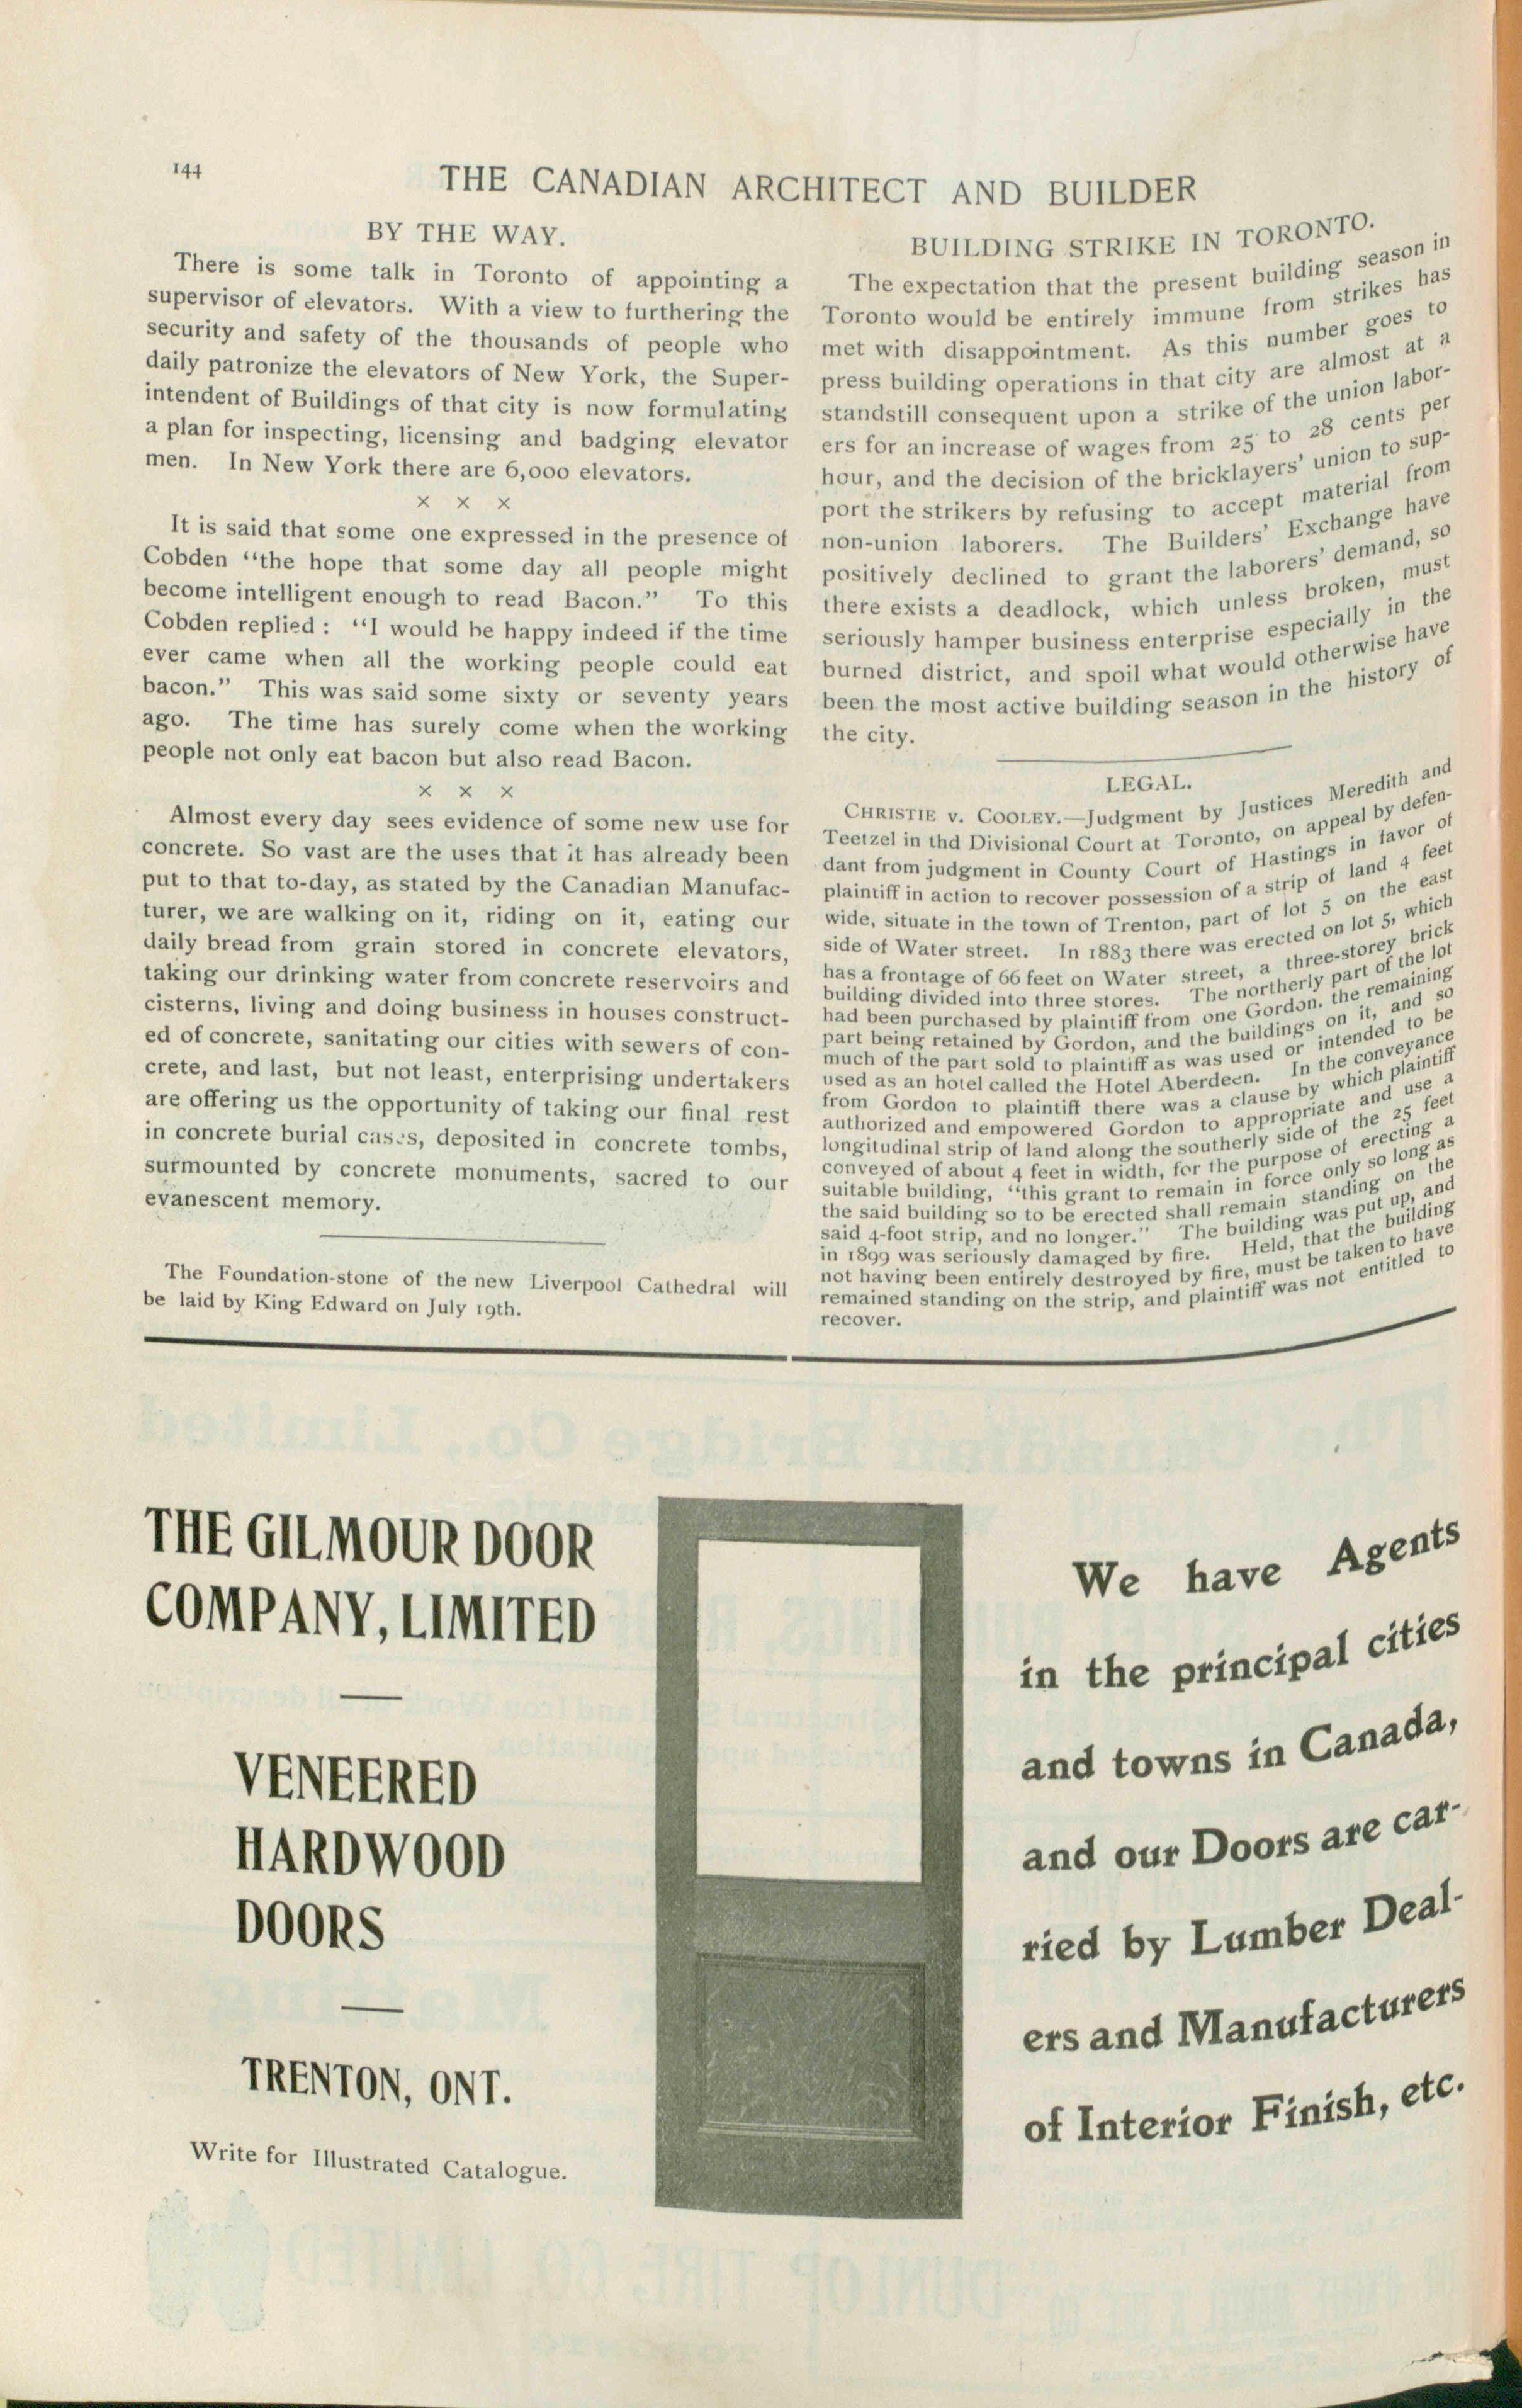 144
THE CANADIAN ARCHITECT AND BUILDER
BY THE WAY.
There is some talk in Toronto of appointing a
supervisor of elevators. With a view to furthering the
security and safety of the thousands of people who
daily patronize the elevators of New York, the Super-
intendent of Buildings of that city is now formulating
a plan for inspecting, licensing and badging elevator
men. In New York there are 6,000 elevators.
× × ×
It is said that some one expressed in the presence of
Cobden "the hope that some day all people might
become intelligent enough to read Bacon." To this
Cobden replied : "I would be happy indeed if the time
ever came when all the working people could eat
bacon." This was said some sixty or seventy years
ago. The time has surely come when the working
people not only eat bacon but also read Bacon.
× × ×
Almost every day sees evidence of some new use for
concrete. So vast are the uses that it has already been
put to that to-day, as stated by the Canadian Manufac-
turer, we are walking on it, riding on it, eating our
daily bread from grain stored in concrete elevators,
taking our drinking water from concrete reservoirs and
cisterns, living and doing business in houses construct-
ed of concrete, sanitating our cities with sewers of con-
crete, and last, but not least, enterprising undertakers
are offering us the opportunity of taking our final rest
in concrete burial cases, deposited in concrete tombs,
surmounted by concrete monuments, sacred to our
evanescent memory.
The Foundation-stone of the new Liverpool Cathedral will
be laid by King Edward on July 19th.
BUILDING STRIKE IN TORONTO.
The expectation that the present building season in
Toronto would be entirely immune from strikes has
met with disappointment. As this number goes to
press building operations in that city are almost at a
standstill consequent upon a strike of the union labor-
ers for an increase of wages from 25 to 28 cents per
hour, and the decision of the bricklayers' union to sup-
port the strikers by refusing to accept material from
non-union laborers. The Builders' Exchange have
positively declined to grant the laborers' demand, so
there exists a deadlock, which unless broken, must
seriously hamper business enterprise especially in the
burned district, and spoil what would otherwise have
been the most active building season in the history of
the city.
LEGAL.
CHRISTIE v. COOLEY.—Judgment by Justices Meredith and
Teetzel in thd Divisional Court at Toronto, on appeal by defen-
dant from judgment in County Court of Hastings in favor of
plaintiff in action to recover possession of a strip of land 4 feet
wide, situate in the town of Trenton, part of lot 5 on the east
side of Water street. In 1883 there was erected on lot 5, which
has a frontage of 66 feet on Water street, a three-storey brick
building divided into three stores. The northerly part of the lot
had been purchased by plaintiff from one Gordon, the remaining
part being retained by Gordon, and the buildings on it, and so
much of the part sold to plaintiff as was used or intended to be
used as an hotel called the Hotel Aberdeen. In the conveyance
from Gordon to plaintiff there was a clause by which plaintiff
authorized and empowered Gordon to appropriate and use a
longitudinal strip of land along the southerly side of the 25 feet
conveyed of about 4 feet in width, for the purpose of erecting a
suitable building, "this grant to remain in force only so long as
the said building so to be erected shall remain standing on the
said 4-foot strip, and no longer." The building was put up, and
in 1899 was seriously damaged by fire. Held, that the building
not having been entirely destroyed by fire, must be taken to have
remained standing on the strip, and plaintiff was not entitled to
recover.
THE GILMOUR DOOR
COMPANY, LIMITED
VENEERED
HARDWOOD
DOORS
TRENTON, ONT.
Write for Illustrated Catalogue.
We have Agents
in the principal cities
and towns in Canada,
and our Doors are car-
ried by Lumber Deal-
ers and Manufacturers
of Interior Finish, etc.